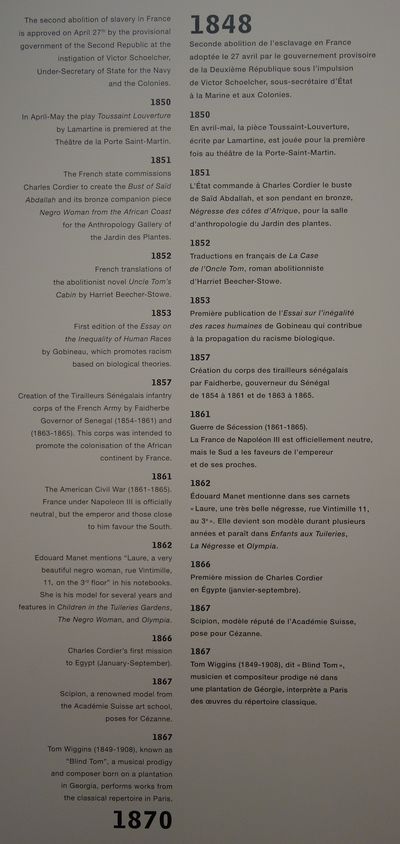 The second abolition of slavery in France
is approved on April 27th by the provisional
government of the Second Republic at the
instigation of Victor Schoelcher,
Under-Secretary of State for the Navy
and the Colonies.
1850
In April-May the play Toussaint Louverture
by Lamartine is premiered at the
Théâtre de la Porte Saint-Martin.
1851
The French state commissions
Charles Cordier to create the Bust of Saïd
Abdallah and its bronze companion piece
Negro Woman from the African Coast
for the Anthropology Gallery of
the Jardin des Plantes.
1852
French translations of
the abolitionist novel Uncle Tom's
Cabin by Harriet Beecher-Stowe.
1853
First edition of the Essay on
the Inequality of Human Races
by Gobineau, which promotes racism
based on biological theories.
1857
Creation of the Tirailleurs Sénégalais infantry
corps of the French Army by Faidherbe
Governor of Senegal (1854-1861) and
(1863-1865). This corps was intended to
promote the colonisation of the African
continent by France.
1861
The American Civil War (1861-1865).
France under Napoleon III is officially
neutral, but the emperor and those close
to him favour the South.
1862
Edouard Manet mentions "Laure, a very
beautiful negro woman, rue Vintimille,
11, on the 3rd floor" in his notebooks.
She is his model for several years and
features in Children in the Tuileries Gardens,
The Negro Woman, and Olympia.
1866
Charles Cordier's first mission
to Egypt (January-September).
1867
Scipion, a renowned model from
the Académie Suisse art school,
poses for Cézanne.
1867
Tom Wiggins (1849-1908), known as
"Blind Tom", a musical prodigy
and composer born on a plantation
in Georgia, performs works from
the classical repertoire in Paris.
1870
1848
Seconde abolition de l'esclavage en France
adoptée le 27 avril par le gouvernement provisoire
de la Deuxième République sous l'impulsion
de Victor Schoelcher, sous-secrétaire d'État
à la Marine et aux Colonies.
1850
En avril-mai, la pièce Toussaint-Louverture,
écrite par Lamartine, est jouée pour la première
fois au théâtre de la Porte-Saint-Martin.
1851
L'État commande à Charles Cordier le buste
de Saïd Abdallah, et son pendant en bronze,
Négresse des côtes d'Afrique, pour la salle
d'anthropologie du Jardin des plantes.
1852
Traductions en français de La Case
de l'Oncle Tom, roman abolitionniste
d'Harriet Beecher-Stowe.
1853
Première publication de l'Essai sur l'inégalité
des races humaines de Gobineau qui contribue
à la propagation du racisme biologique.
1857
Création du corps des tirailleurs sénégalais
par Faidherbe, gouverneur du Sénégal
de 1854 à 1861 et de 1863 à 1865.
1861
Guerre de Sécession (1861-1865).
La France de Napoléon III est officiellement neutre,
mais le Sud a les faveurs de l'empereur
et de ses proches.
1862
Édouard Manet mentionne dans ses carnets
« Laure, une très belle négresse, rue Vintimille 11,
au 3e ». Elle devient son modèle durant plusieurs
années et paraît dans Enfants aux Tuileries,
La Négresse et Olympia.
1866
Première mission de Charles Cordier
en Égypte (janvier-septembre).
1867
Scipion, modèle réputé de l'Académie Suisse,
pose pour Cézanne.
1867
Tom Wiggins (1849-1908), dit « Blind Tom »,
musicien et compositeur prodige né dans
une plantation de Géorgie, interprète a Paris
des œuvres du répertoire classique.